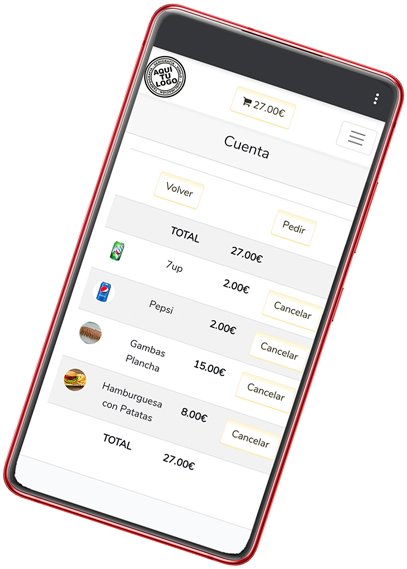 AQUÍ
TU
LOGO
27.00€
Cuenta
Volver
Pedir
TOTAL 27.00€
7up 2.00€ Cancelar
Pepsi 2.00€ Cancelar
Gambas
Plancha 15.00€ Cancelar
Hamburguesa
con Patatas 8.00€ Cancelar
TOTAL 27.00€